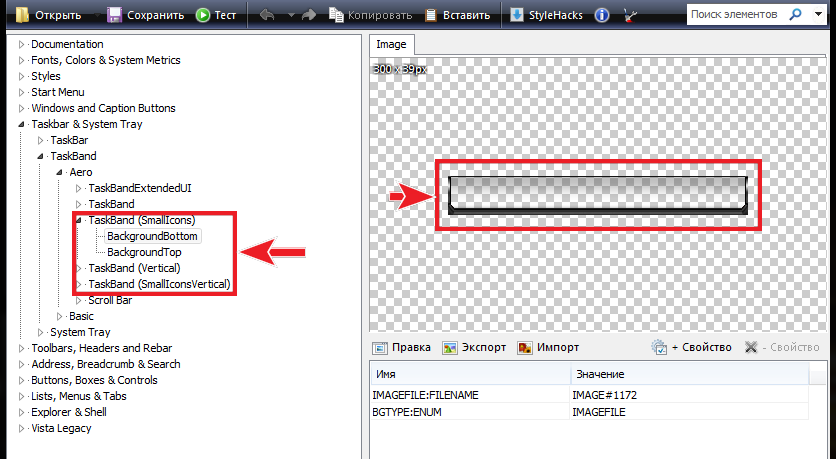 Открыть Сохранить Тест Копировать Вставить StyleHacks Поиск элементов
Documentation
Fonts, Colors & System Metrics
Styles
Start Menu
Windows and Caption Buttons
Taskbar & System Tray
TaskBar
TaskBand
Aero
TaskBandExtendedUI
TaskBand
TaskBand (SmallIcons)
BackgroundBottom
BackgroundTop
TaskBand (Vertical)
TaskBand (SmallIconsVertical)
Scroll Bar
Basic
System Tray
Toolbars, Headers and Rebar
Address, Breadcrumb & Search
Buttons, Boxes & Controls
Lists, Menus & Tabs
Explorer & Shell
Vista Legacy
Image
300 x 39px
Правка Экспорт Импорт + Свойство - Свойство
Имя Значение
IMAGEFILE:FILENAME IMAGE#1172
BGTYPE:ENUM IMAGEFILE